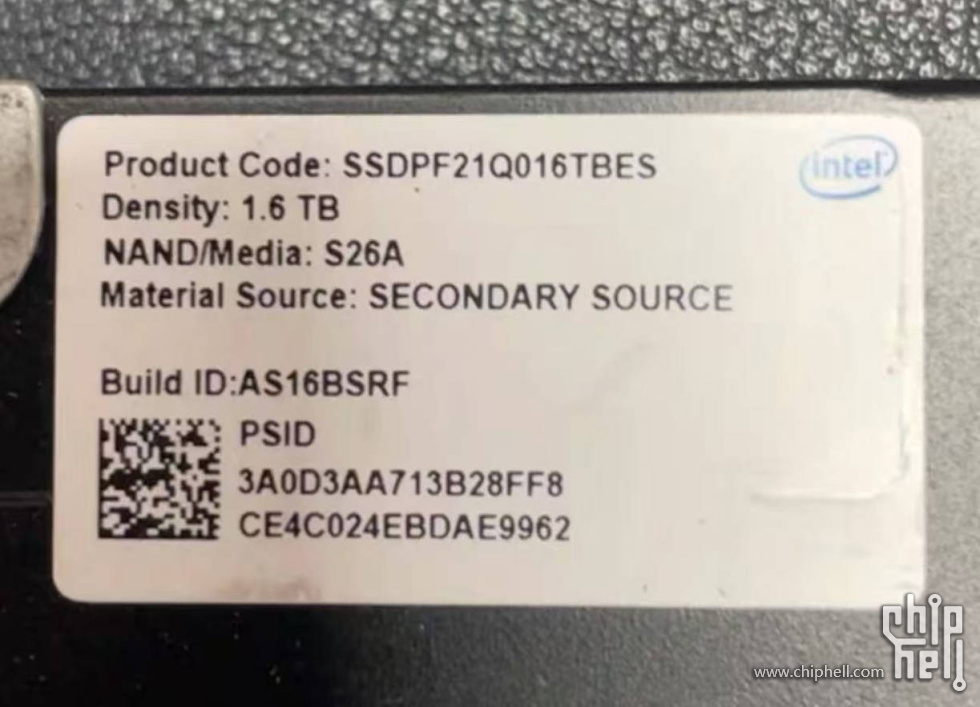 Product Code: SSDPF21Q016TBES
intel
Density: 1.6 TB
NAND/Media: S26A
Material Source: SECONDARY SOURCE
Build ID:AS16BSRF
PSID
3A0D3AA713B28FF8
CE4C024EBDAE9962
www.chiphell.com
chip
hell